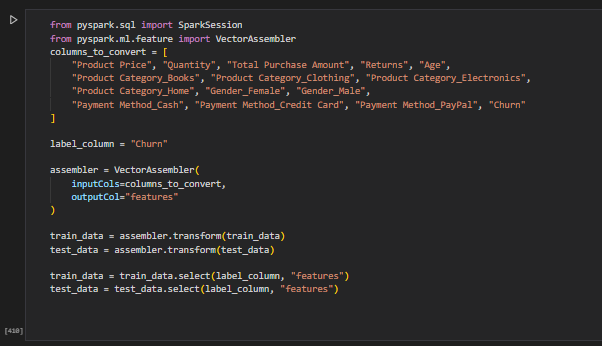 from pyspark.sql import SparkSession
from pyspark.ml.feature import VectorAssembler
columns_to_convert = [
    "Product Price", "Quantity", "Total Purchase Amount", "Returns", "Age",
    "Product Category_Books", "Product Category_Clothing", "Product Category_Electronics",
    "Product Category_Home", "Gender_Female", "Gender_Male",
    "Payment Method_Cash", "Payment Method_Credit Card", "Payment Method_PayPal", "Churn"
]
label_column = "Churn"
assembler = VectorAssembler(
    inputCols=columns_to_convert,
    outputCol="features"
)
train_data = assembler.transform(train_data)
test_data = assembler.transform(test_data)
train_data = train_data.select(label_column, "features")
test_data = test_data.select(label_column, "features")
[410]